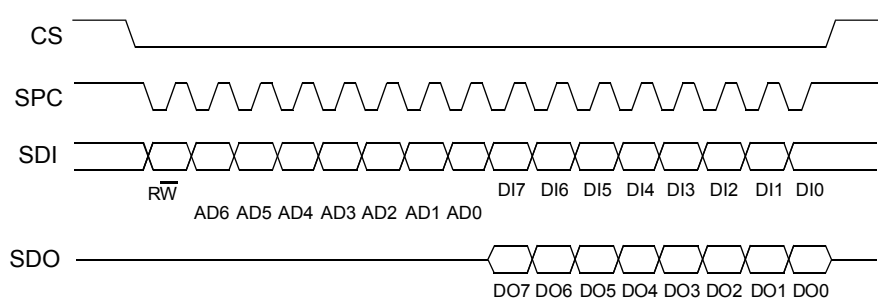 CS
SPC
SDI
RW̅ DI7 DI6 DI5 DI4 DI3 DI2 DI1 DI0
AD6 AD5 AD4 AD3 AD2 AD1 AD0
SDO
DO7 DO6 DO5 DO4 DO3 DO2 DO1 DO0